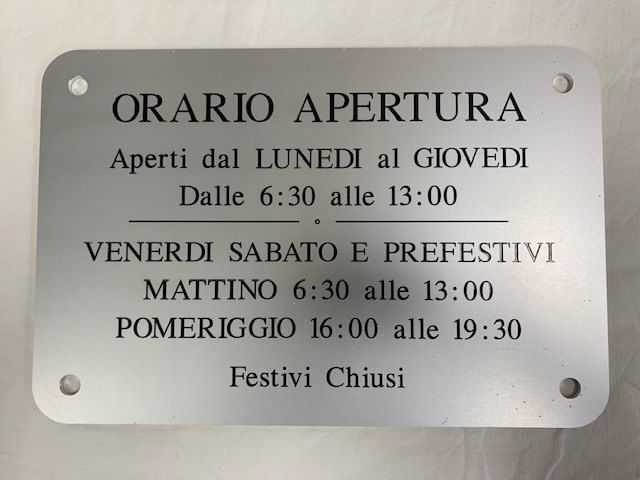 ORARIO APERTURA
Aperti dal LUNEDI al GIOVEDI
Dalle 6:30 alle 13:00
VENERDI SABATO E PREFESTIVI
MATTINO 6:30 alle 13:00
POMERIGGIO 16:00 alle 19:30
Festivi Chiusi